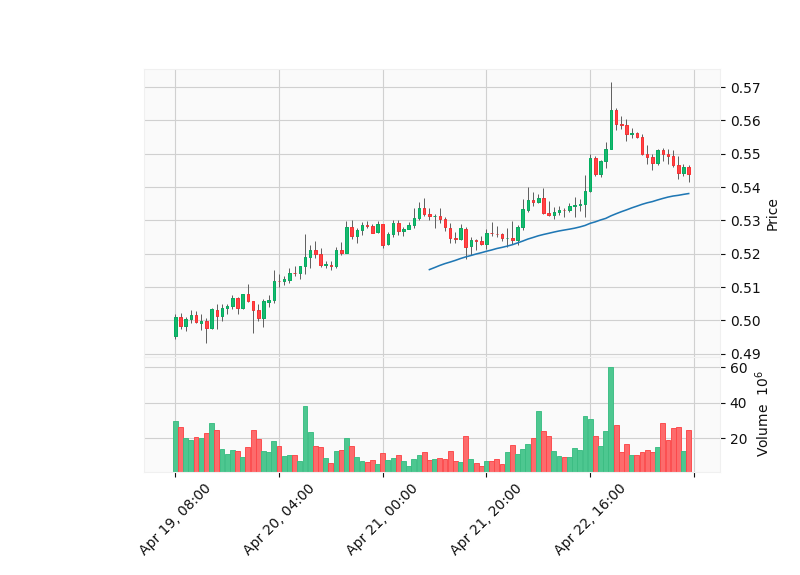 0.57
0.56
0.55
0.54
0.53
0.52
0.51
0.50
0.49
Price
60
40
20
Volume 10^6
Apr 19, 08:00
Apr 20, 04:00
Apr 21, 00:00
Apr 21, 20:00
Apr 22, 16:00